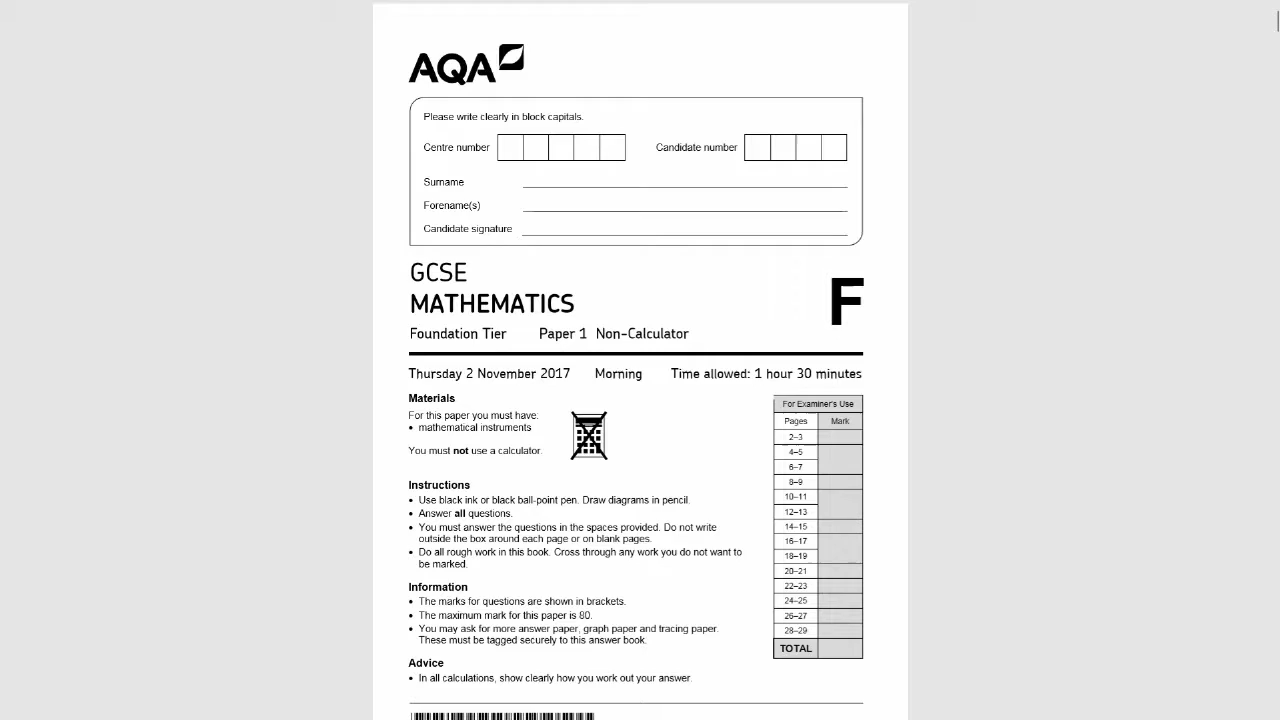 AQA
Please write clearly in block capitals.
Centre number
Candidate number
Surname
Forename(s)
Candidate signature
GCSE
MATHEMATICS
F
Foundation Tier Paper 1 Non-Calculator
Thursday 2 November 2017 Morning Time allowed: 1 hour 30 minutes
Materials
For this paper you must have:
• mathematical instruments
You must not use a calculator.
Instructions
• Use black ink or black ball-point pen. Draw diagrams in pencil.
• Answer all questions.
• You must answer the questions in the spaces provided. Do not write
outside the box around each page or on blank pages.
• Do all rough work in this book. Cross through any work you do not want to
be marked.
Information
• The marks for questions are shown in brackets.
• The maximum mark for this paper is 80.
• You may ask for more answer paper, graph paper and tracing paper.
These must be tagged securely to this answer book.
Advice
• In all calculations, show clearly how you work out your answer.
For Examiner's Use
Pages Mark
2–3
4–5
6–7
8–9
10–11
12–13
14–15
16–17
18–19
20–21
22–23
24–25
26–27
28–29
TOTAL